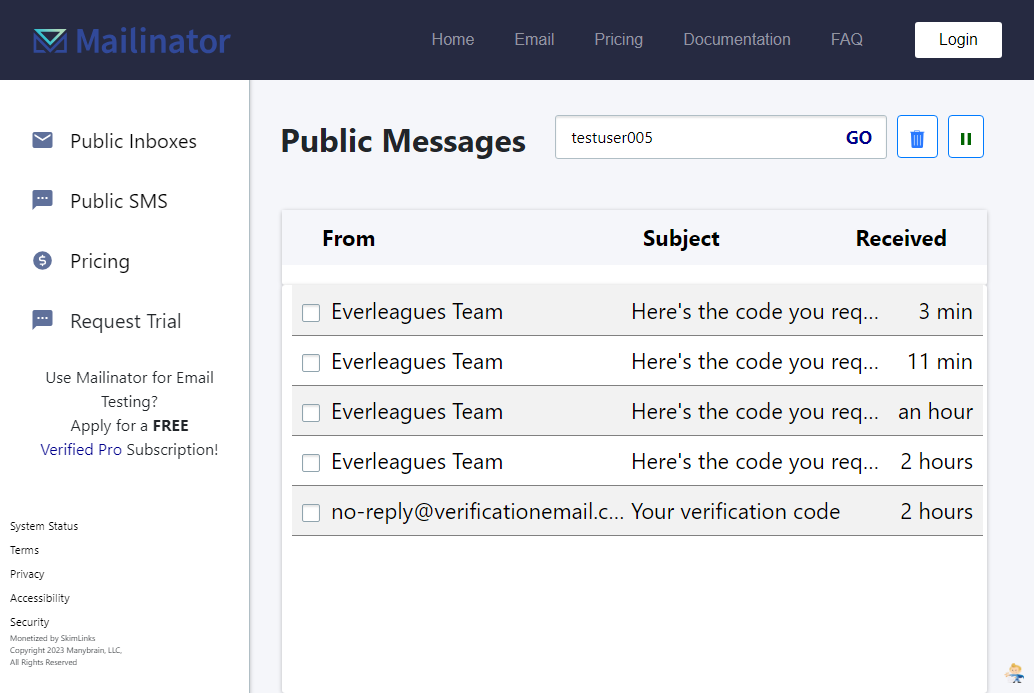 Mailinator
Home Email Pricing Documentation FAQ Login
Public Inboxes
Public SMS
Pricing
Request Trial
Use Mailinator for Email
Testing?
Apply for a FREE
Verified Pro Subscription!
System Status
Terms
Privacy
Accessibility
Security
Monetized by SkimLinks
Copyright 2023 Manybrain, LLC,
All Rights Reserved
Public Messages testuser005 GO
From Subject Received
Everleagues Team Here's the code you req... 3 min
Everleagues Team Here's the code you req... 11 min
Everleagues Team Here's the code you req... an hour
Everleagues Team Here's the code you req... 2 hours
no-reply@verificationemail.c... Your verification code 2 hours